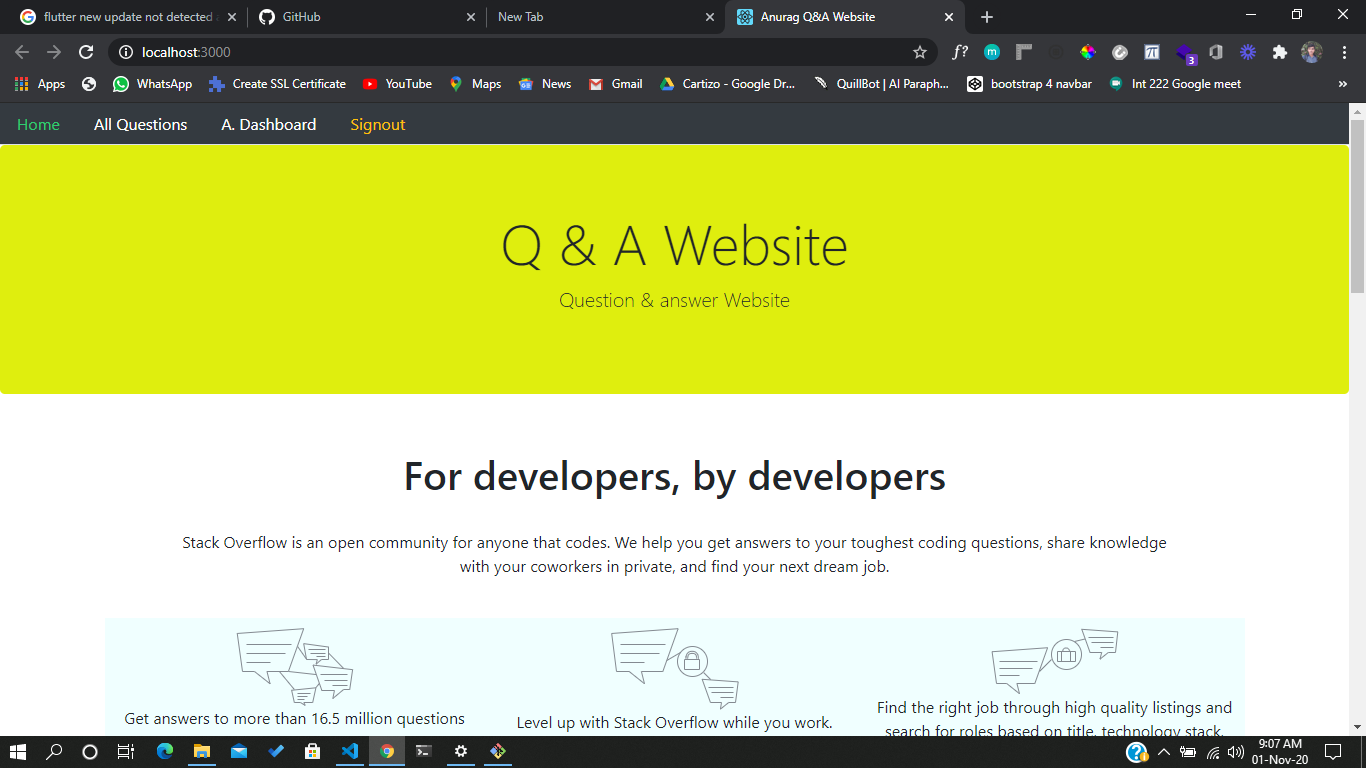 flutter new update not detected
GitHub
New Tab
Anurag Q&A Website
localhost:3000
f?
m
π
3
Apps
WhatsApp
Create SSL Certificate
YouTube
Maps
News
Gmail
Cartizo - Google Dr...
QuillBot | AI Paraph...
bootstrap 4 navbar
Int 222 Google meet
»
Home
All Questions
A. Dashboard
Signout
Q & A Website
Question & answer Website
For developers, by developers
Stack Overflow is an open community for anyone that codes. We help you get answers to your toughest coding questions, share knowledge
with your coworkers in private, and find your next dream job.
Get answers to more than 16.5 million questions
Level up with Stack Overflow while you work.
Find the right job through high quality listings and
search for roles based on title, technology stack,
9:07 AM
01-Nov-20